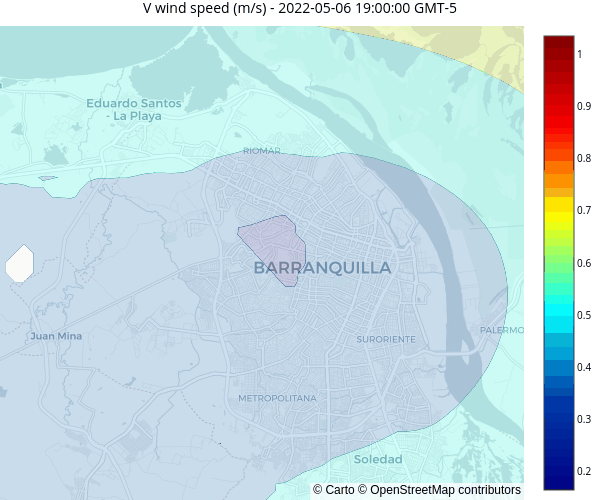 V wind speed (m/s) - 2022-05-06 19:00:00 GMT-5
1
0.9
0.8
0.7
0.6
0.5
0.4
0.3
0.2
Eduardo Santos
- La Playa
RIOMAR
BARRANQUILLA
Juan Mina
SURORIENTE
PALERMO
METROPOLITANA
Soledad
© Carto © OpenStreetMap contributors